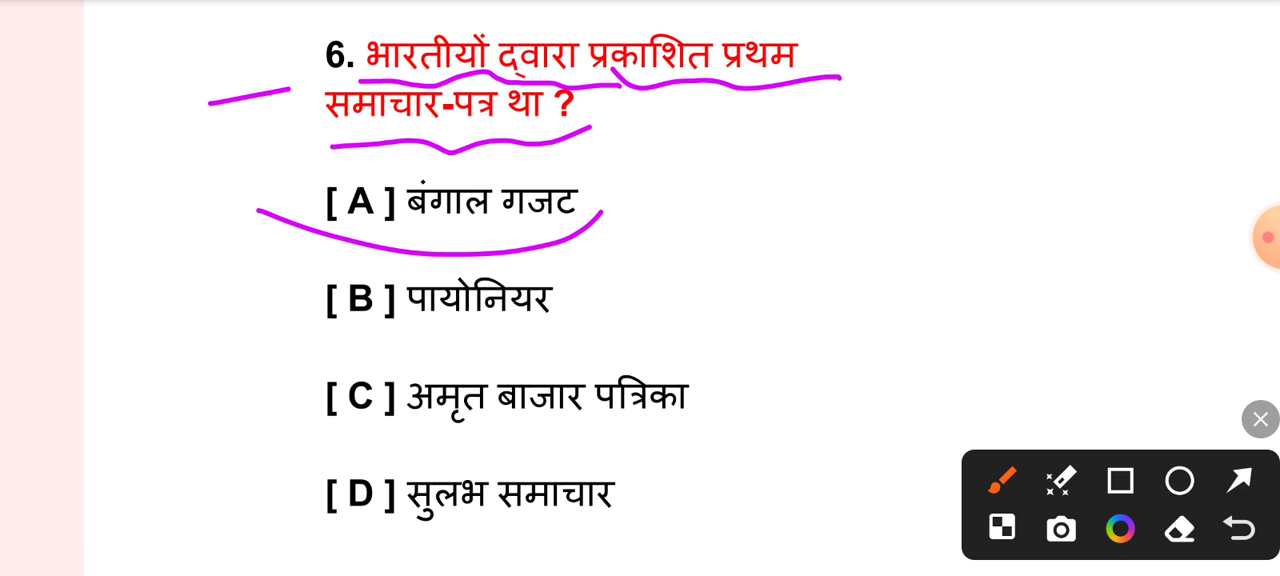 6. भारतीयों द्वारा प्रकाशित प्रथम
समाचार-पत्र था ?
[ A ] बंगाल गजट
[ B ] पायोनियर
[ C ] अमृत बाजार पत्रिका
[ D ] सुलभ समाचार